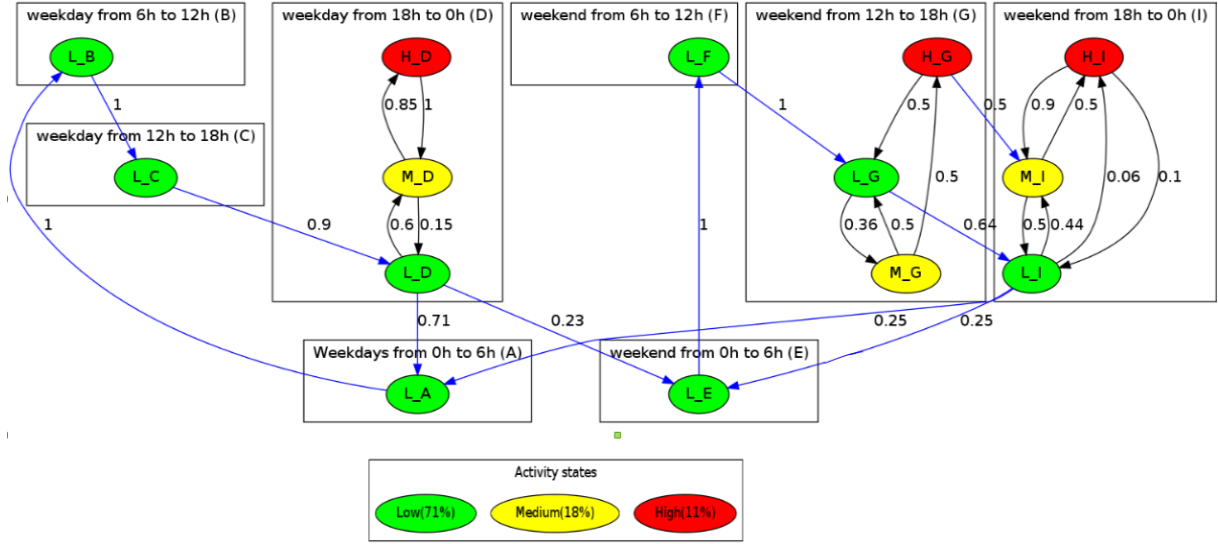 weekday from 6h to 12h (B)
weekday from 18h to 0h (D)
weekend from 6h to 12h (F)
weekend from 12h to 18h (G)
weekend from 18h to 0h (I)
L_B
H_D
L_F
H_G
H_I
1
0.85
1
1
0.5
0.5
0.9
0.5
weekday from 12h to 18h (C)
L_C
M_D
L_G
M_I
0.5
0.06
0.1
1
0.9
0.6
0.15
1
0.36
0.5
0.64
0.5
0.44
L_D
M_G
L_I
0.71
0.23
0.25
0.25
Weekdays from 0h to 6h (A)
weekend from 0h to 6h (E)
L_A
L_E
Activity states
Low(71%)
Medium(18%)
High(11%)